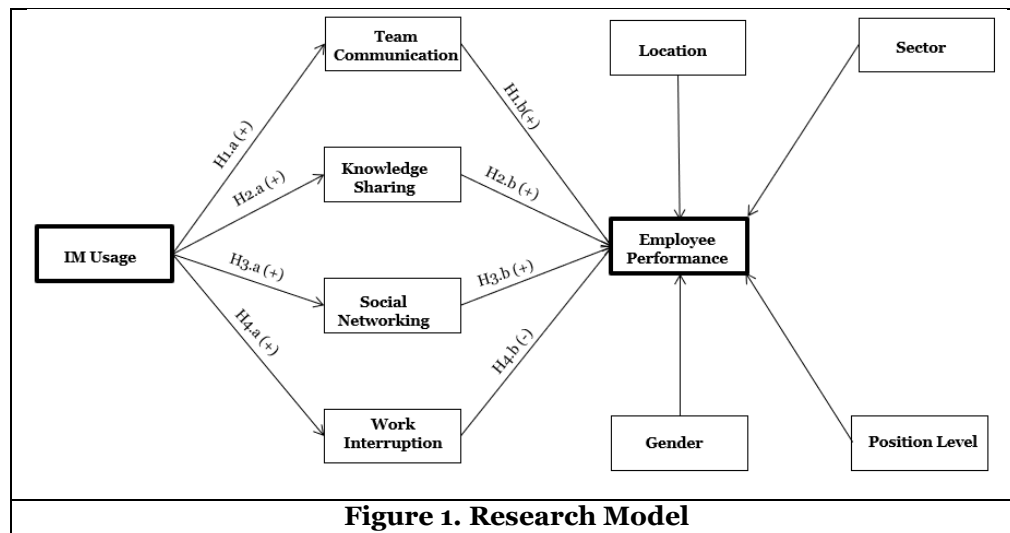 Team
Communication
Location
Sector
H1.a (+)
H1.b(+)
Knowledge
Sharing
H2.a (+)
H2.b (+)
IM Usage
Employee
Performance
H3.a (+)
H3.b (+)
Social
Networking
H4.a (+)
H4.b (-)
Work
Interruption
Gender
Position Level
Figure 1. Research Model